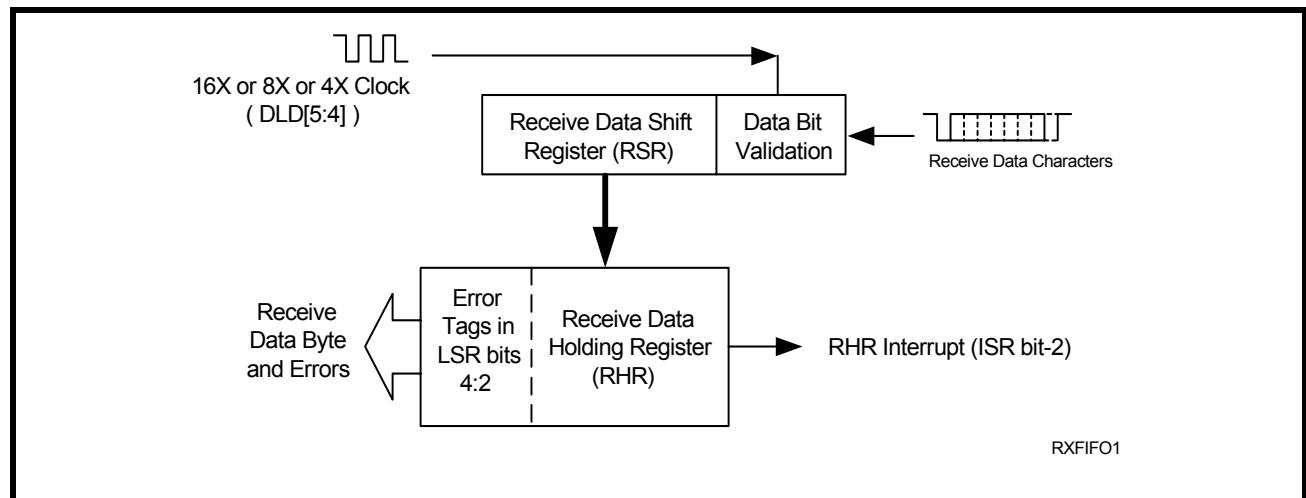 16X or 8X or 4X Clock
( DLD[5:4] )
Receive Data Shift
Register (RSR)
Data Bit
Validation
Receive Data Characters
Receive
Data Byte
and Errors
Error
Tags in
LSR bits
4:2
Receive Data
Holding Register
(RHR)
RHR Interrupt (ISR bit-2)
RXFIFO1